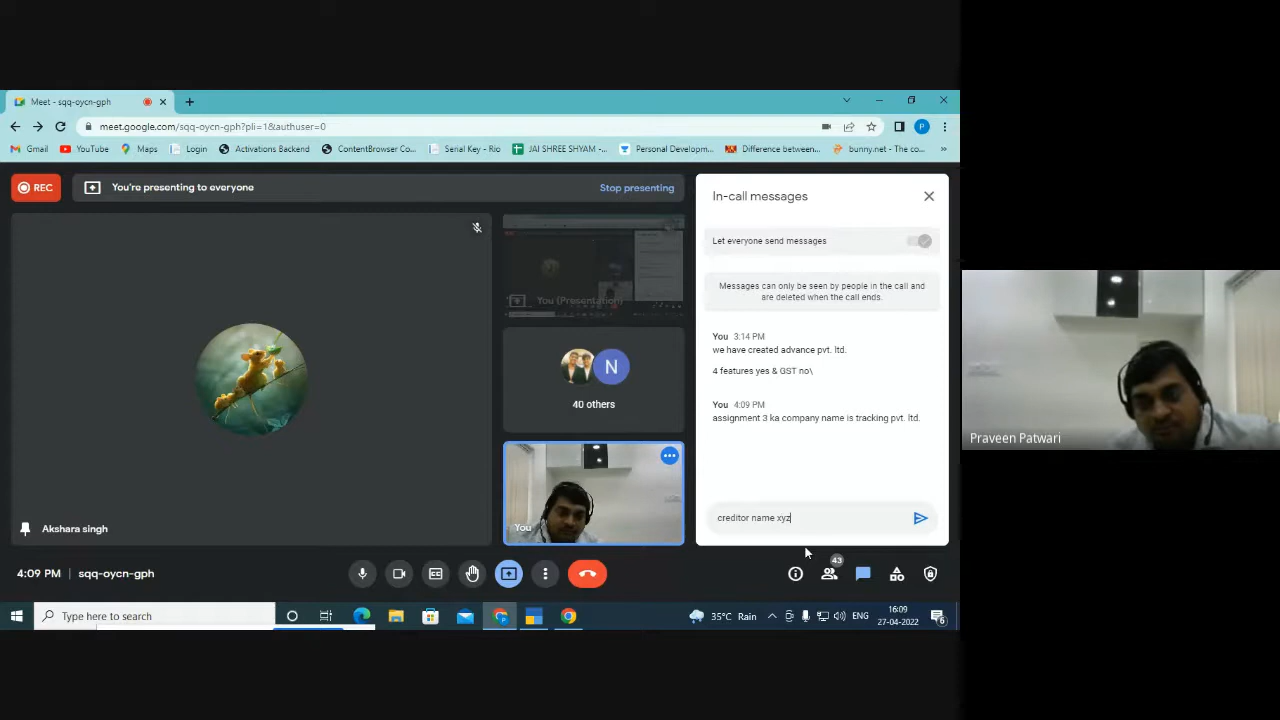 Meet - sqq-oycn-gph
meet.google.com/sqq-oycn-gph?pli=1&authuser=0
Gmail
YouTube
Maps
Login
Activations Backend
ContentBrowser Co...
Serial Key - Rio
JAI SHREE SHYAM -...
Personal Developm...
Difference between...
bunny.net - The co...
»
REC
You're presenting to everyone
Stop presenting
You (Presentation)
N
40 others
You
Akshara singh
In-call messages
Let everyone send messages
Messages can only be seen by people in the call and
are deleted when the call ends.
You 3:14 PM
we have created advance pvt. ltd.
4 features yes & GST no\
You 4:09 PM
assignment 3 ka company name is tracking pvt. ltd.
creditor name xyz
Praveen Patwari
4:09 PM | sqq-oycn-gph
43
Type here to search
35°C Rain
ENG
16:09
27-04-2022
6